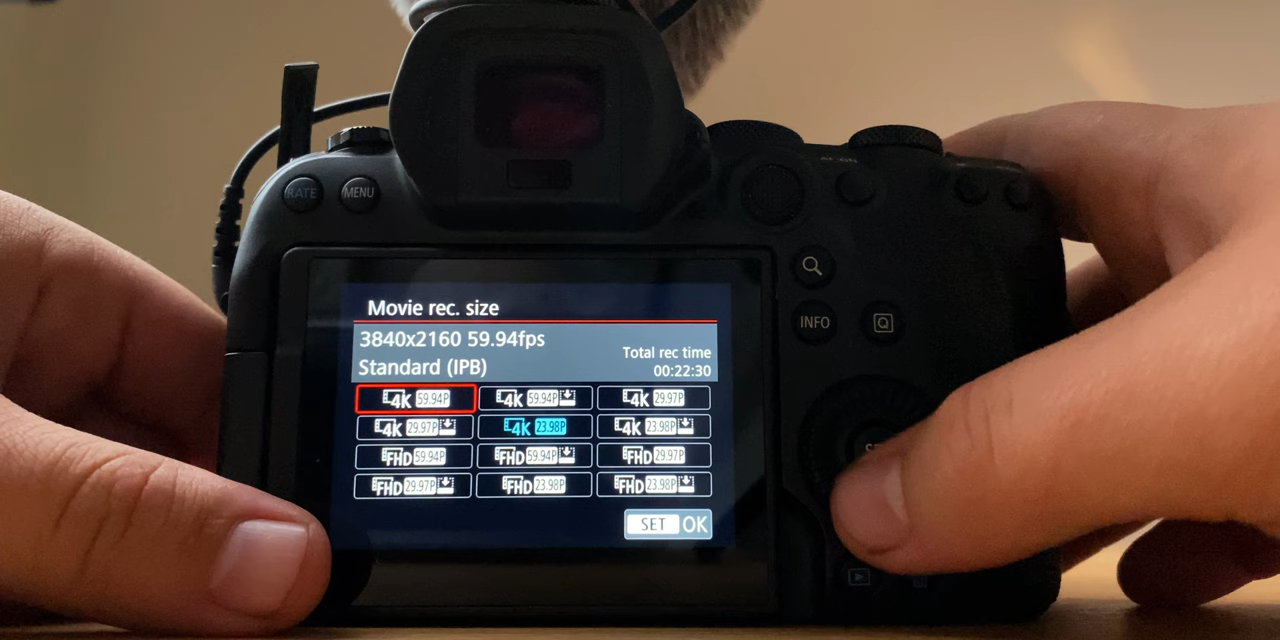 RATE MENU
INFO Q
Movie rec. size
3840x2160 59.94fps
Standard (IPB)
Total rec time
00:22:30
4K 59.94P 4K 59.94P 4K 29.97P
4K 29.97P 4K 23.98P 4K 23.98P
FHD 59.94P FHD 59.94P FHD 29.97P
FHD 29.97P FHD 23.98P FHD 23.98P
SET OK